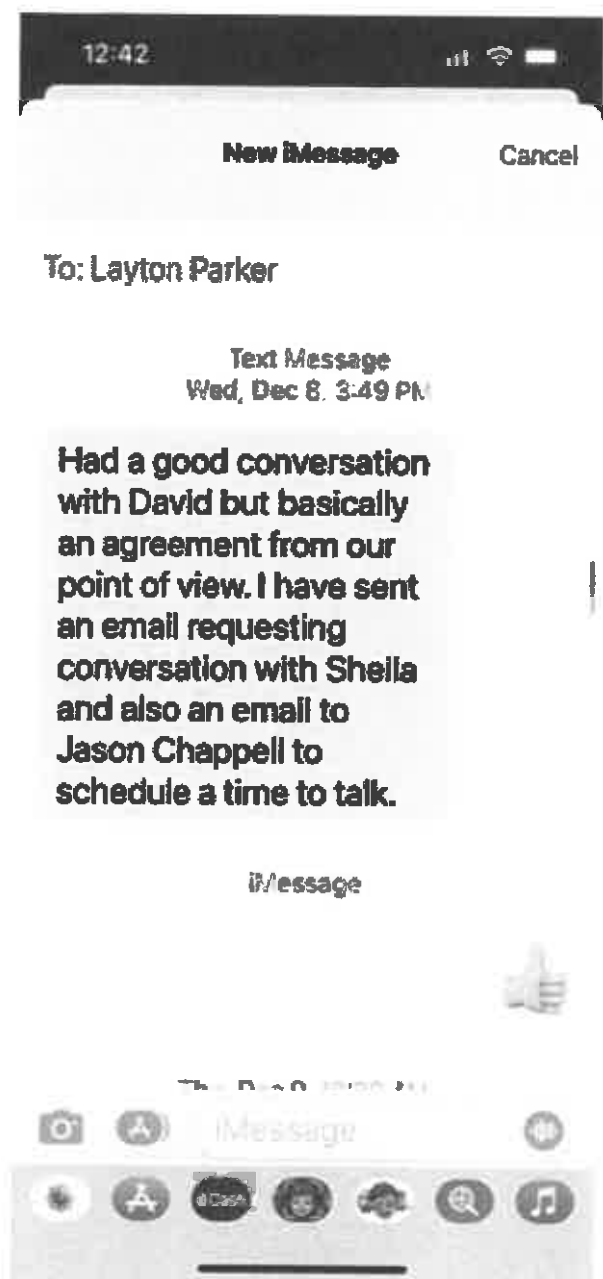 12:42
New iMessage
Cancel
To: Layton Parker
Text Message
Wed, Dec 8, 3:49 PM
Had a good conversation
with David but basically
an agreement from our
point of view. I have sent
an email requesting
conversation with Sheila
and also an email to
Jason Chappell to
schedule a time to talk.
iMessage
iMessage
Cash